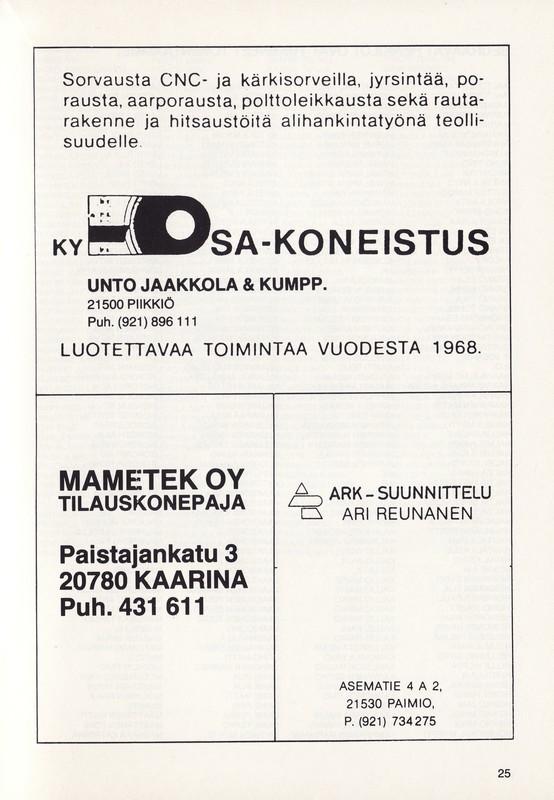 Sorvausta CNC- ja kärkisorveilla, jyrsintää, po-
rausta, aarporausta, polttoleikkausta sekä rauta-
rakenne ja hitsaustöitä alihankintatyönä teolli-
suudelle.
KY OSA-KONEISTUS
UNTO JAAKKOLA & KUMPP.
21500 PIIKKIÖ
Puh. (921) 896 111
LUOTETTAVAA TOIMINTAA VUODESTA 1968.
MAMETEK OY
TILAUSKONEPAJA
Paistajankatu 3
20780 KAARINA
Puh. 431 611
ARK - SUUNNITTELU
ARI REUNANEN
ASEMATIE 4 A 2,
21530 PAIMIO,
P. (921) 734275
25